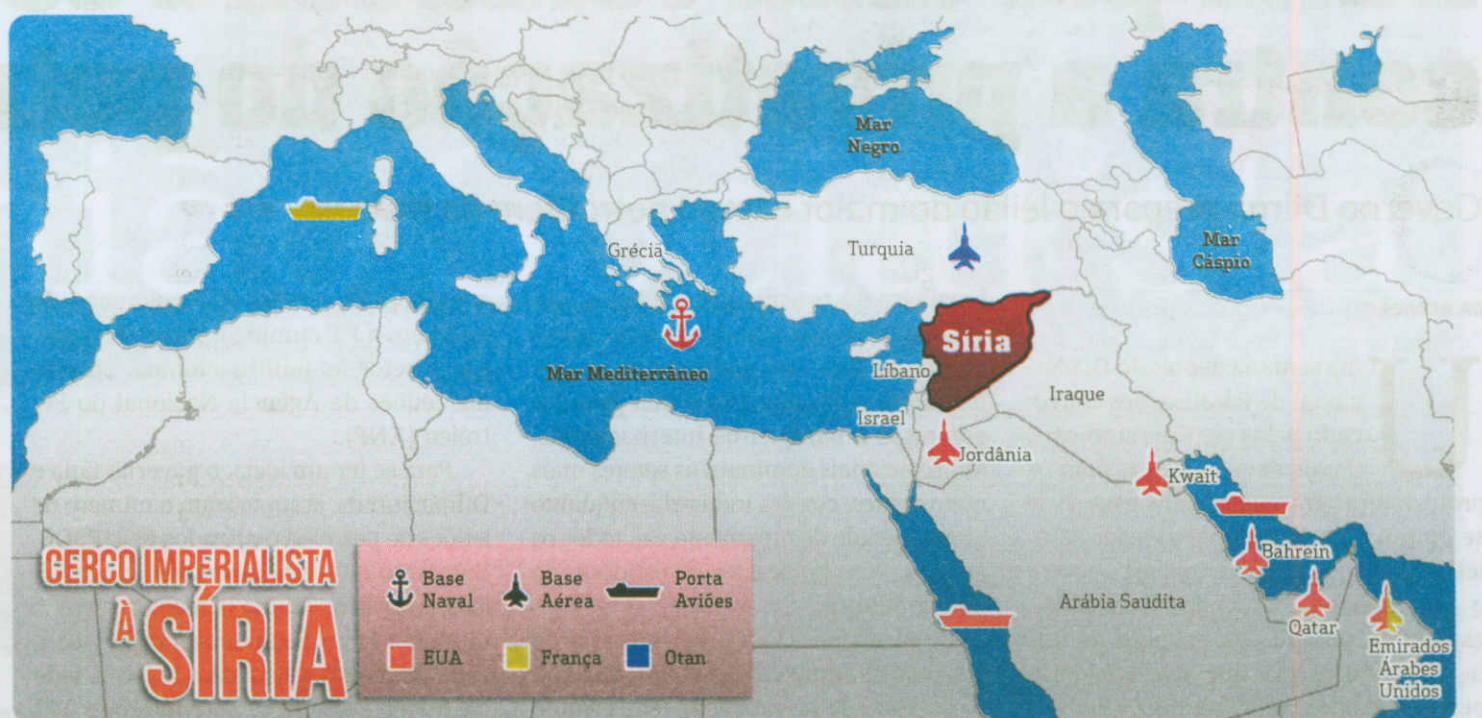 Mar
Negro
Mar
Cáspio
Grécia
Turquia
Síria
Mar Mediterrâneo
Líbano
Israel
Iraque
Jordânia
Kwait
Bahrein
Arábia Saudita
Qatar
Emirados
Árabes
Unidos
CERCO IMPERIALISTA
À SÍRIA
Base
Naval
Base
Aérea
Porta
Aviões
EUA
França
Otan